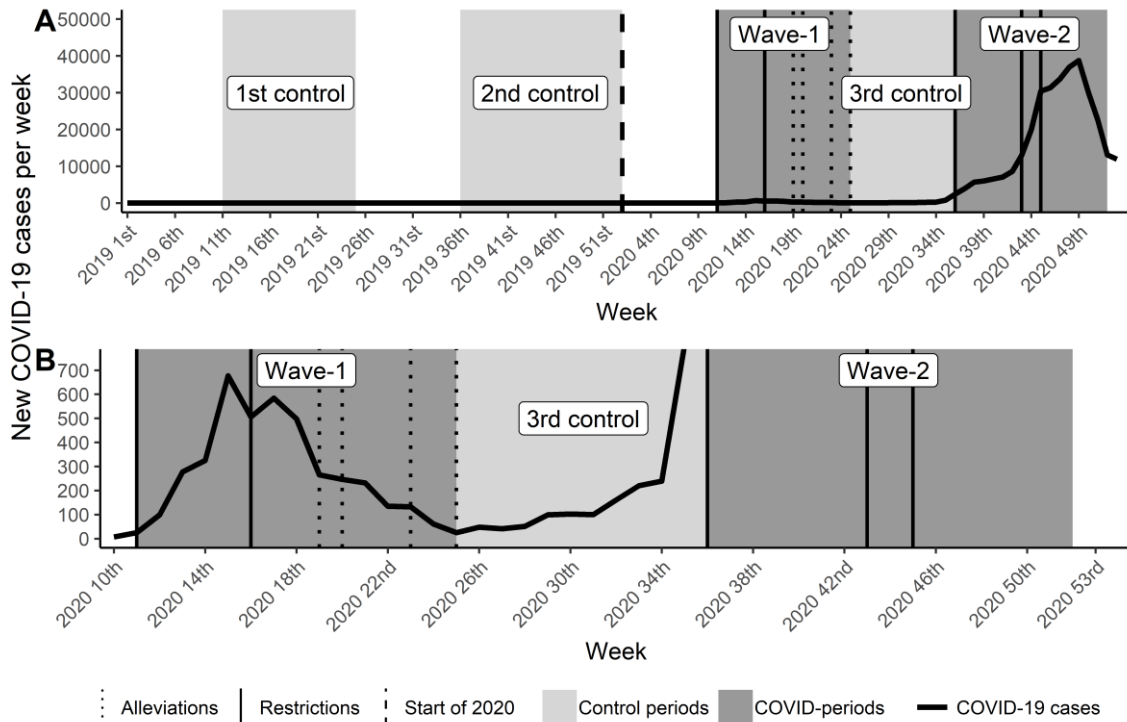 A
New COVID-19 cases per week
50000
40000
30000
20000
10000
0
1st control
2nd control
Wave-1
3rd control
Wave-2
2019 1st
2019 6th
2019 11th
2019 16th
2019 21st
2019 26th
2019 31st
2019 36th
2019 41st
2019 46th
2019 51st
2020 4th
2020 9th
2020 14th
2020 19th
2020 24th
2020 29th
2020 34th
2020 39th
2020 44th
2020 49th
Week
B
700
600
500
400
300
200
100
0
Wave-1
3rd control
Wave-2
2020 10th
2020 14th
2020 18th
2020 22nd
2020 26th
2020 30th
2020 34th
2020 38th
2020 42nd
2020 46th
2020 50th
2020 53rd
Week
Alleviations
Restrictions
Start of 2020
Control periods
COVID-periods
COVID-19 cases